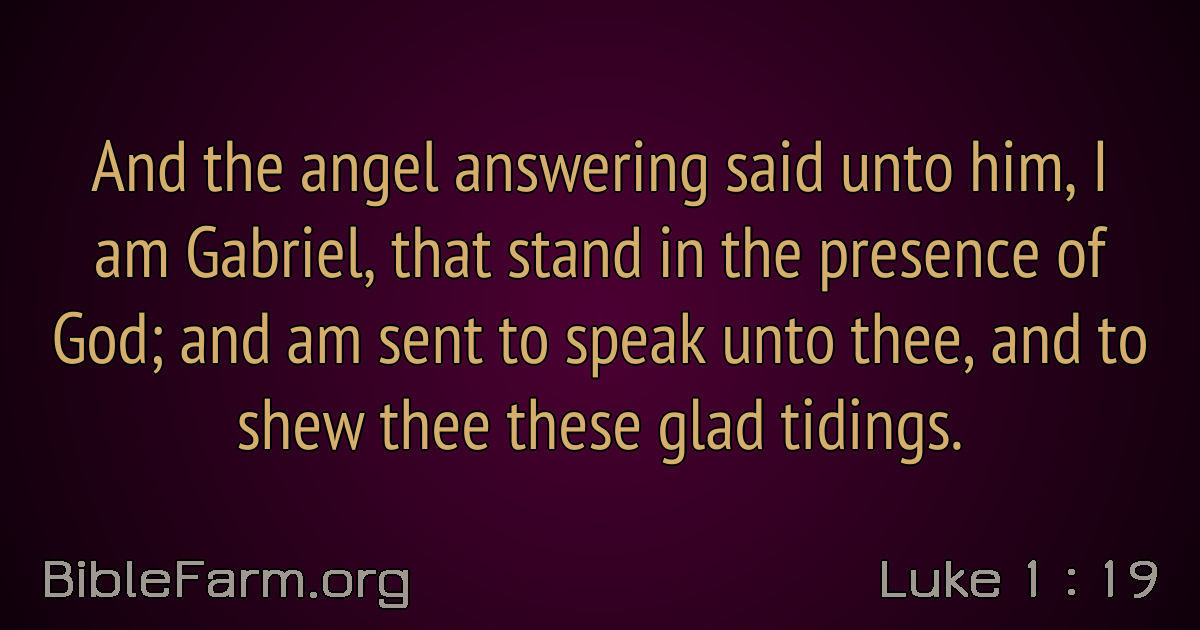 And the angel answering said unto him, I
am Gabriel, that stand in the presence of
God; and am sent to speak unto thee, and to
shew thee these glad tidings.
BibleFarm.org
Luke 1 : 19